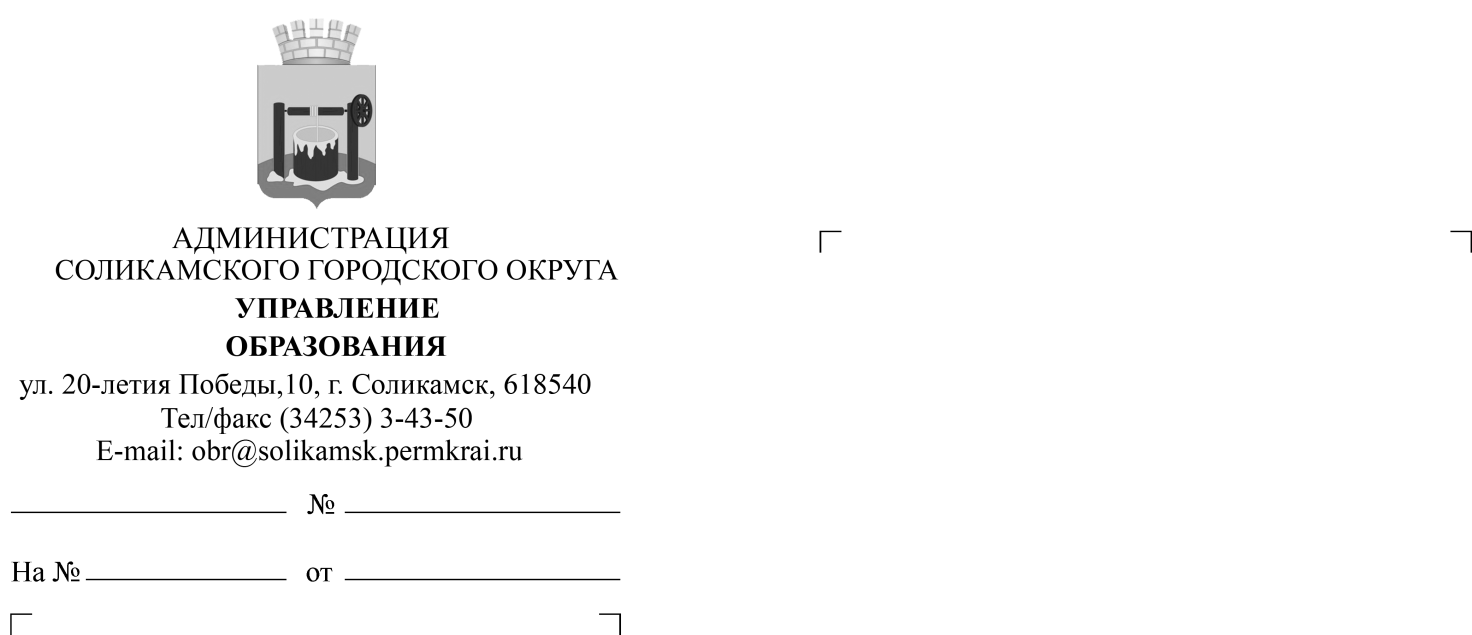 АДМИНИСТРАЦИЯ
СОЛИКАМСКОГО ГОРОДСКОГО ОКРУГА
УПРАВЛЕНИЕ
ОБРАЗОВАНИЯ
ул. 20-летия Победы,10, г. Соликамск, 618540
Тел/факс (34253) 3-43-50
E-mail: obr@solikamsk.permkrai.ru
№
На № от